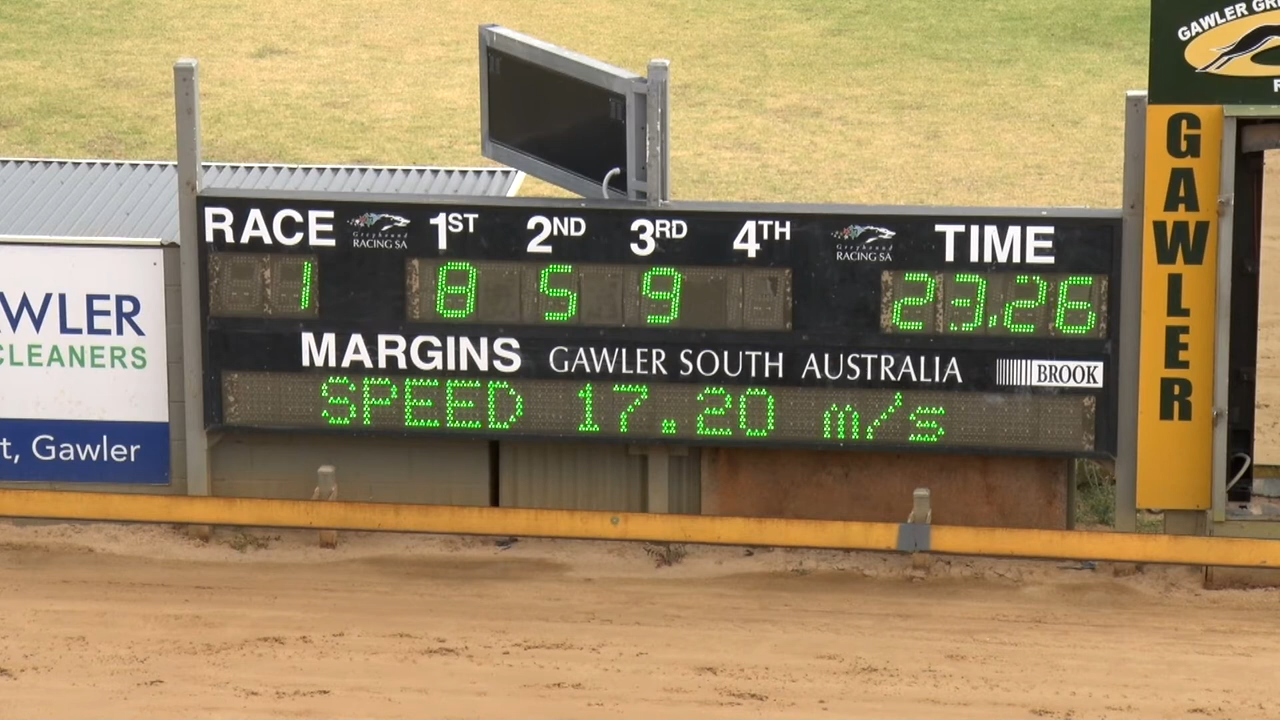 GAWLER GR
RACE
Greyhound
RACING SA
1ST 2ND 3RD 4TH
Greyhound
RACING SA
TIME
1 8 5 9 23.26
MARGINS GAWLER SOUTH AUSTRALIA BROOK
SPEED 17.20 m/s
AWLER
CLEANERS
t, Gawler
GAWLER